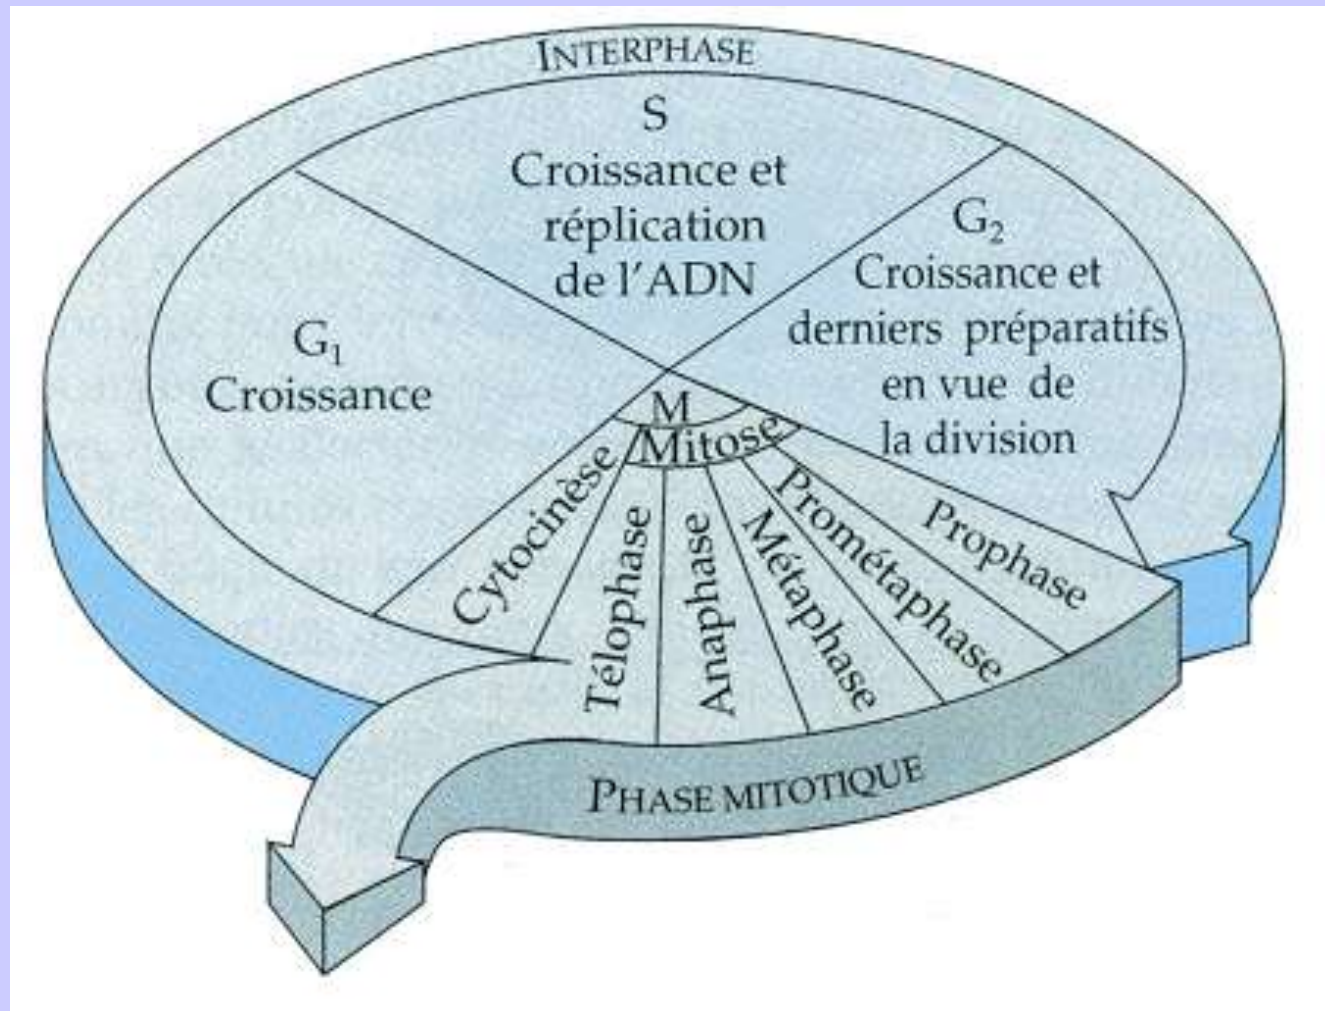 INTERPHASE
S
Croissance et
réplication
de l'ADN
G₂
Croissance et
derniers préparatifs
en vue de
la division
G₁
Croissance
M
Mitose
Cytocinèse
Télophase
Anaphase
Métaphase
Prométaphase
Prophase
PHASE MITOTIQUE